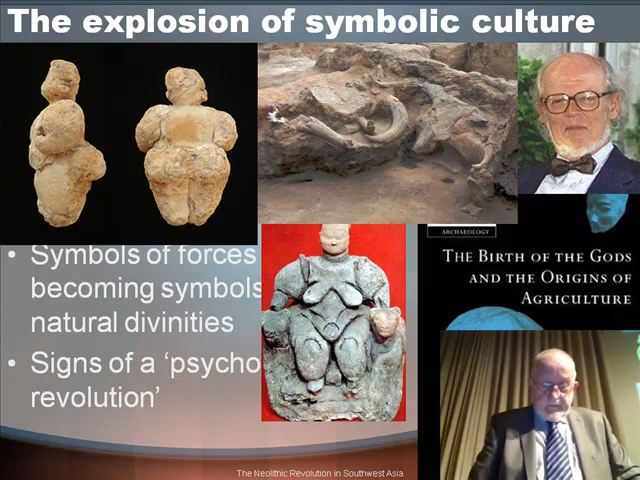 The explosion of symbolic culture
ARCHAEOLOGY
THE BIRTH OF THE GODS
AND THE ORIGINS OF
AGRICULTURE
• Symbols of forces
becoming symbols
natural divinities
• Signs of a ‘psycho
revolution’
The Neolithic Revolution in Southwest Asia